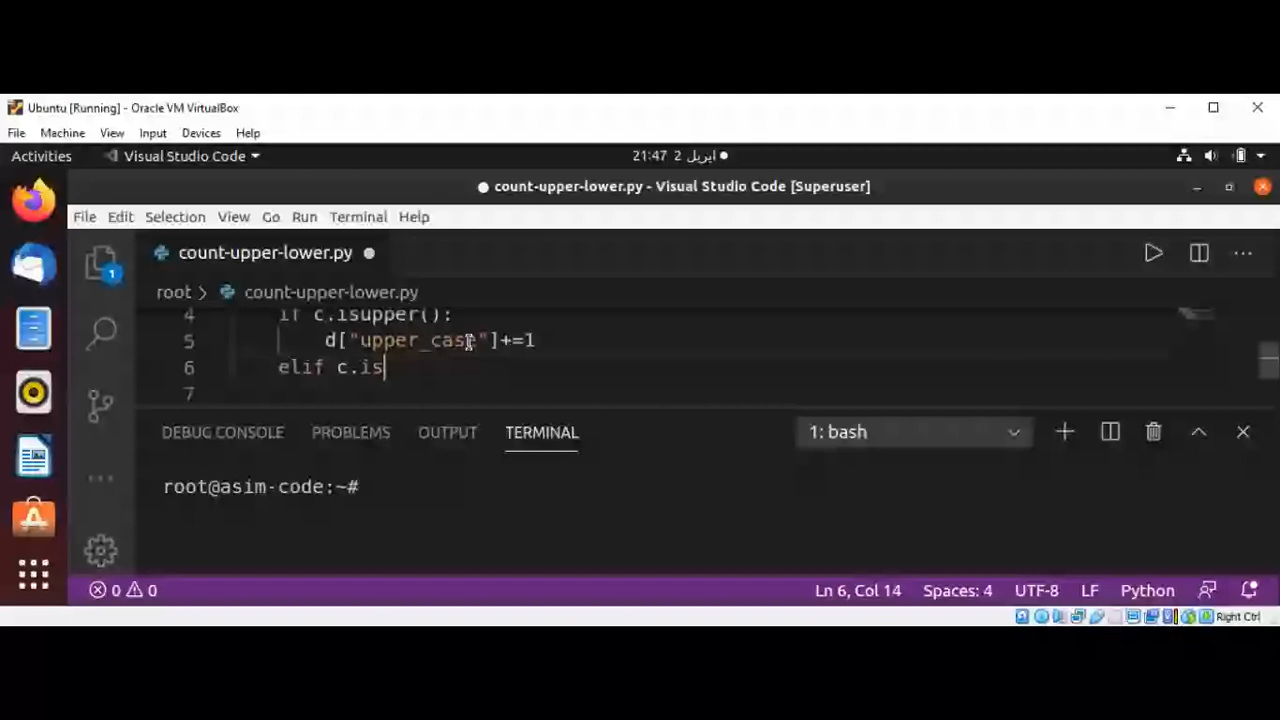 Ubuntu [Running] - Oracle VM VirtualBox
File Machine View Input Devices Help
Activities Visual Studio Code 21:47 2 ابريل
count-upper-lower.py - Visual Studio Code [Superuser]
File Edit Selection View Go Run Terminal Help
1 count-upper-lower.py
root > count-upper-lower.py
4 if c.isupper():
5 d["upper_case"]+=1
6 elif c.is
7
DEBUG CONSOLE PROBLEMS OUTPUT TERMINAL 1: bash
root@asim-code:~#
0 0 Ln 6, Col 14 Spaces: 4 UTF-8 LF Python
Right Ctrl